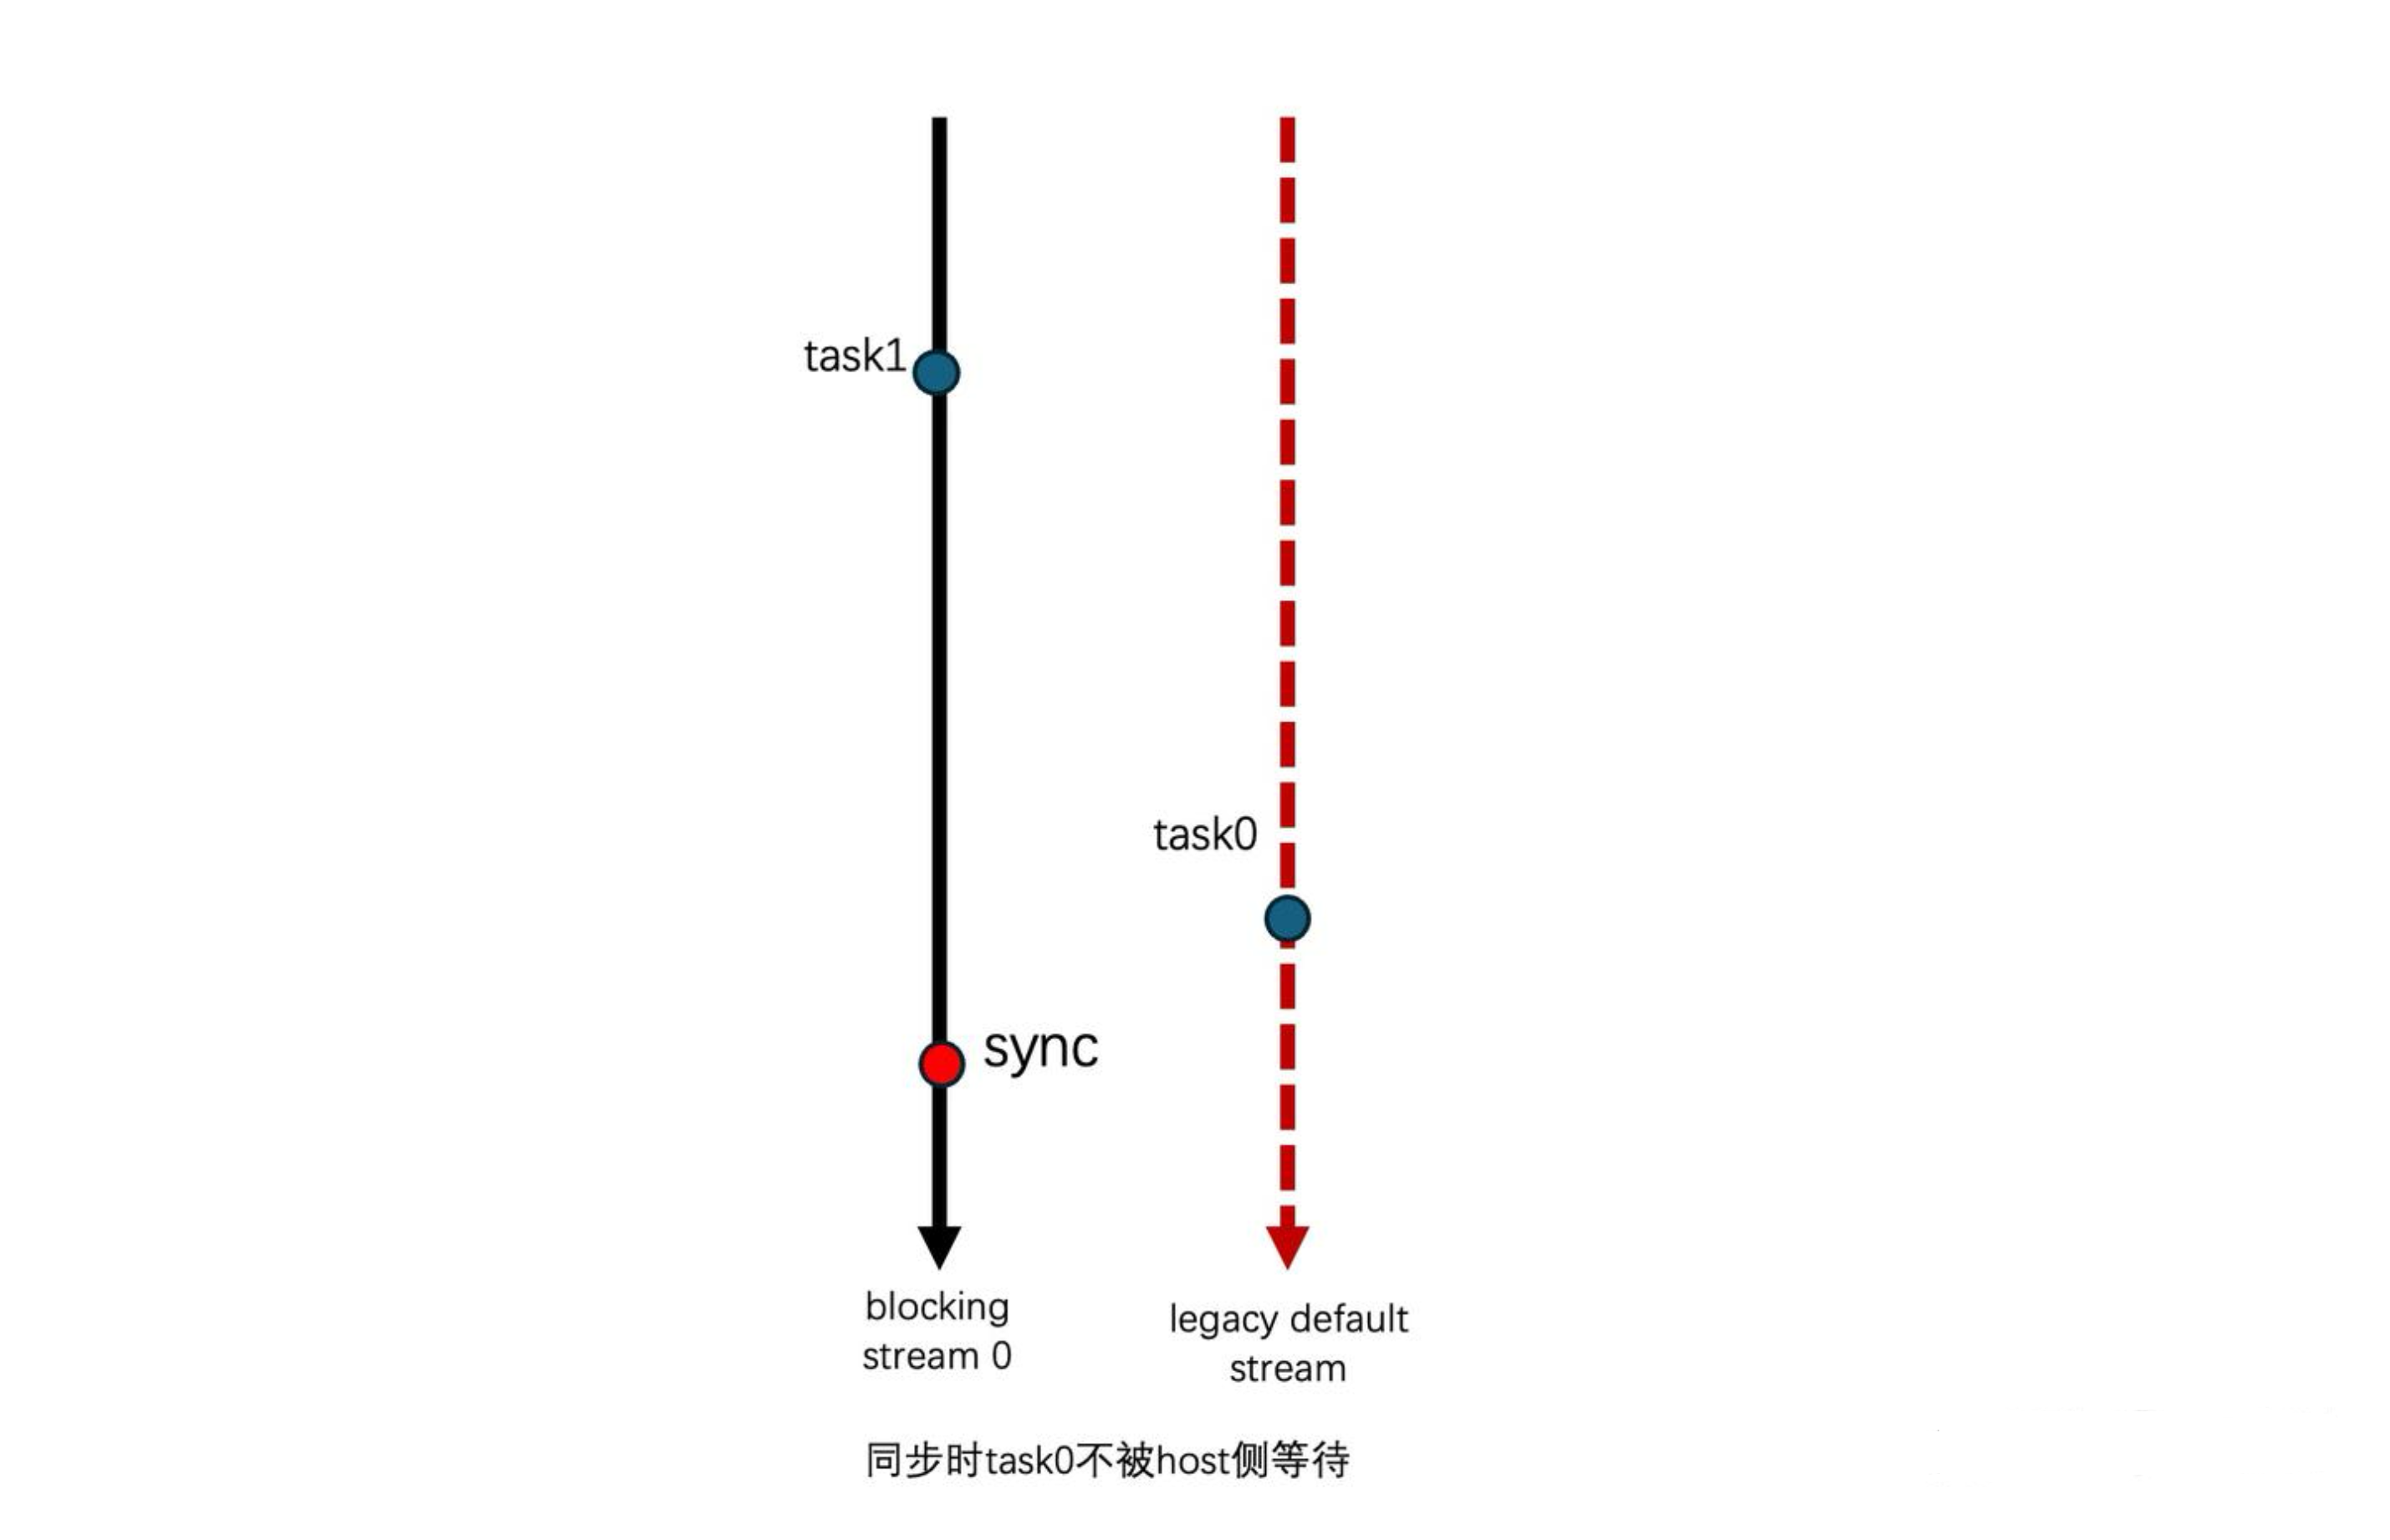 task1
task0
sync
blocking
stream 0
legacy default
stream
同步时task0不被host侧等待